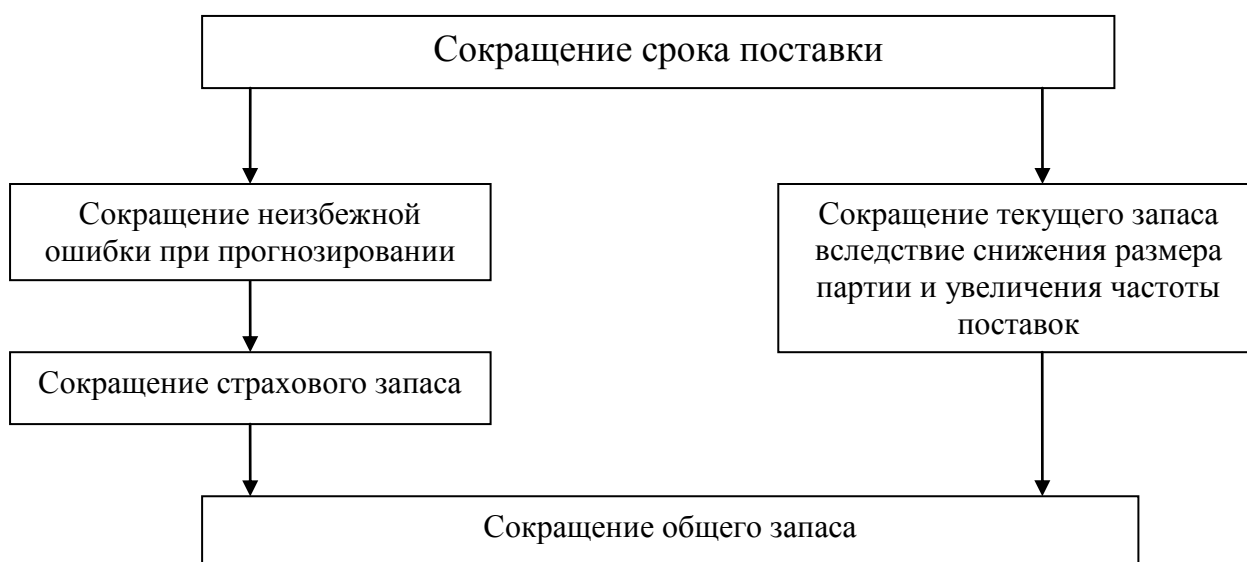 Сокращение срока поставки
Сокращение неизбежной
ошибки при прогнозировании
Сокращение текущего запаса
вследствие снижения размера
партии и увеличения частоты
поставок
Сокращение страхового запаса
Сокращение общего запаса